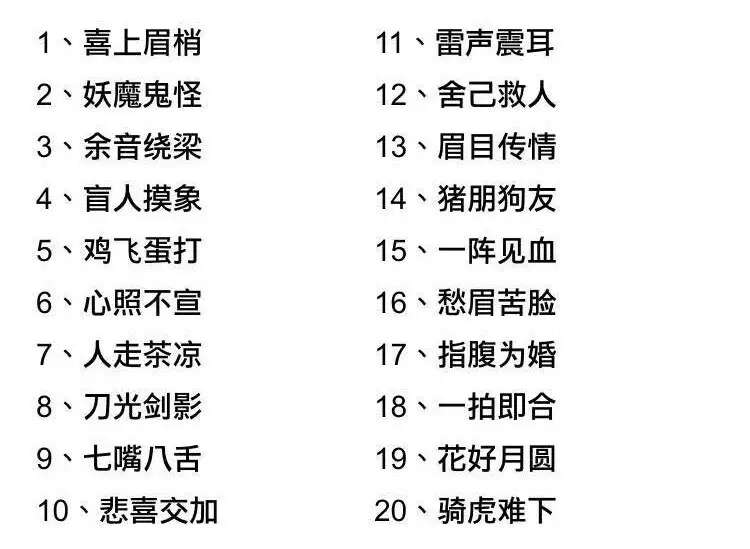 1、喜上眉梢
2、妖魔鬼怪
3、余音绕梁
4、盲人摸象
5、鸡飞蛋打
6、心照不宣
7、人走茶凉
8、刀光剑影
9、七嘴八舌
10、悲喜交加
11、雷声震耳
12、舍己救人
13、眉目传情
14、猪朋狗友
15、一阵见血
16、愁眉苦脸
17、指腹为婚
18、一拍即合
19、花好月圆
20、骑虎难下